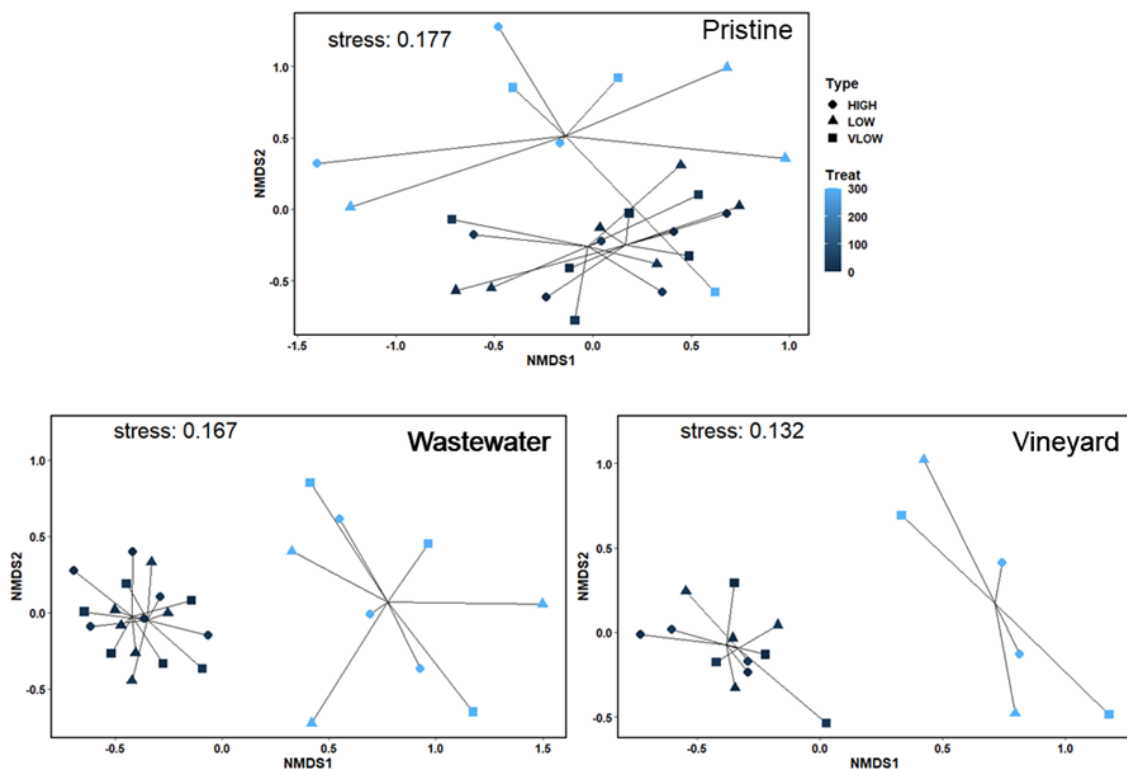 stress: 0.177
Pristine
1.0
0.5
0.0
-0.5
NMDS2
-1.5 -1.0 -0.5 0.0 0.5 1.0
NMDS1
Type
HIGH
LOW
VLOW
Treat
300
200
100
0
stress: 0.167
Wastewater
1.0
0.5
0.0
-0.5
NMDS2
-0.5 0.0 0.5 1.0 1.5
NMDS1
stress: 0.132
Vineyard
1.0
0.5
0.0
-0.5
NMDS2
-0.5 0.0 0.5 1.0
NMDS1